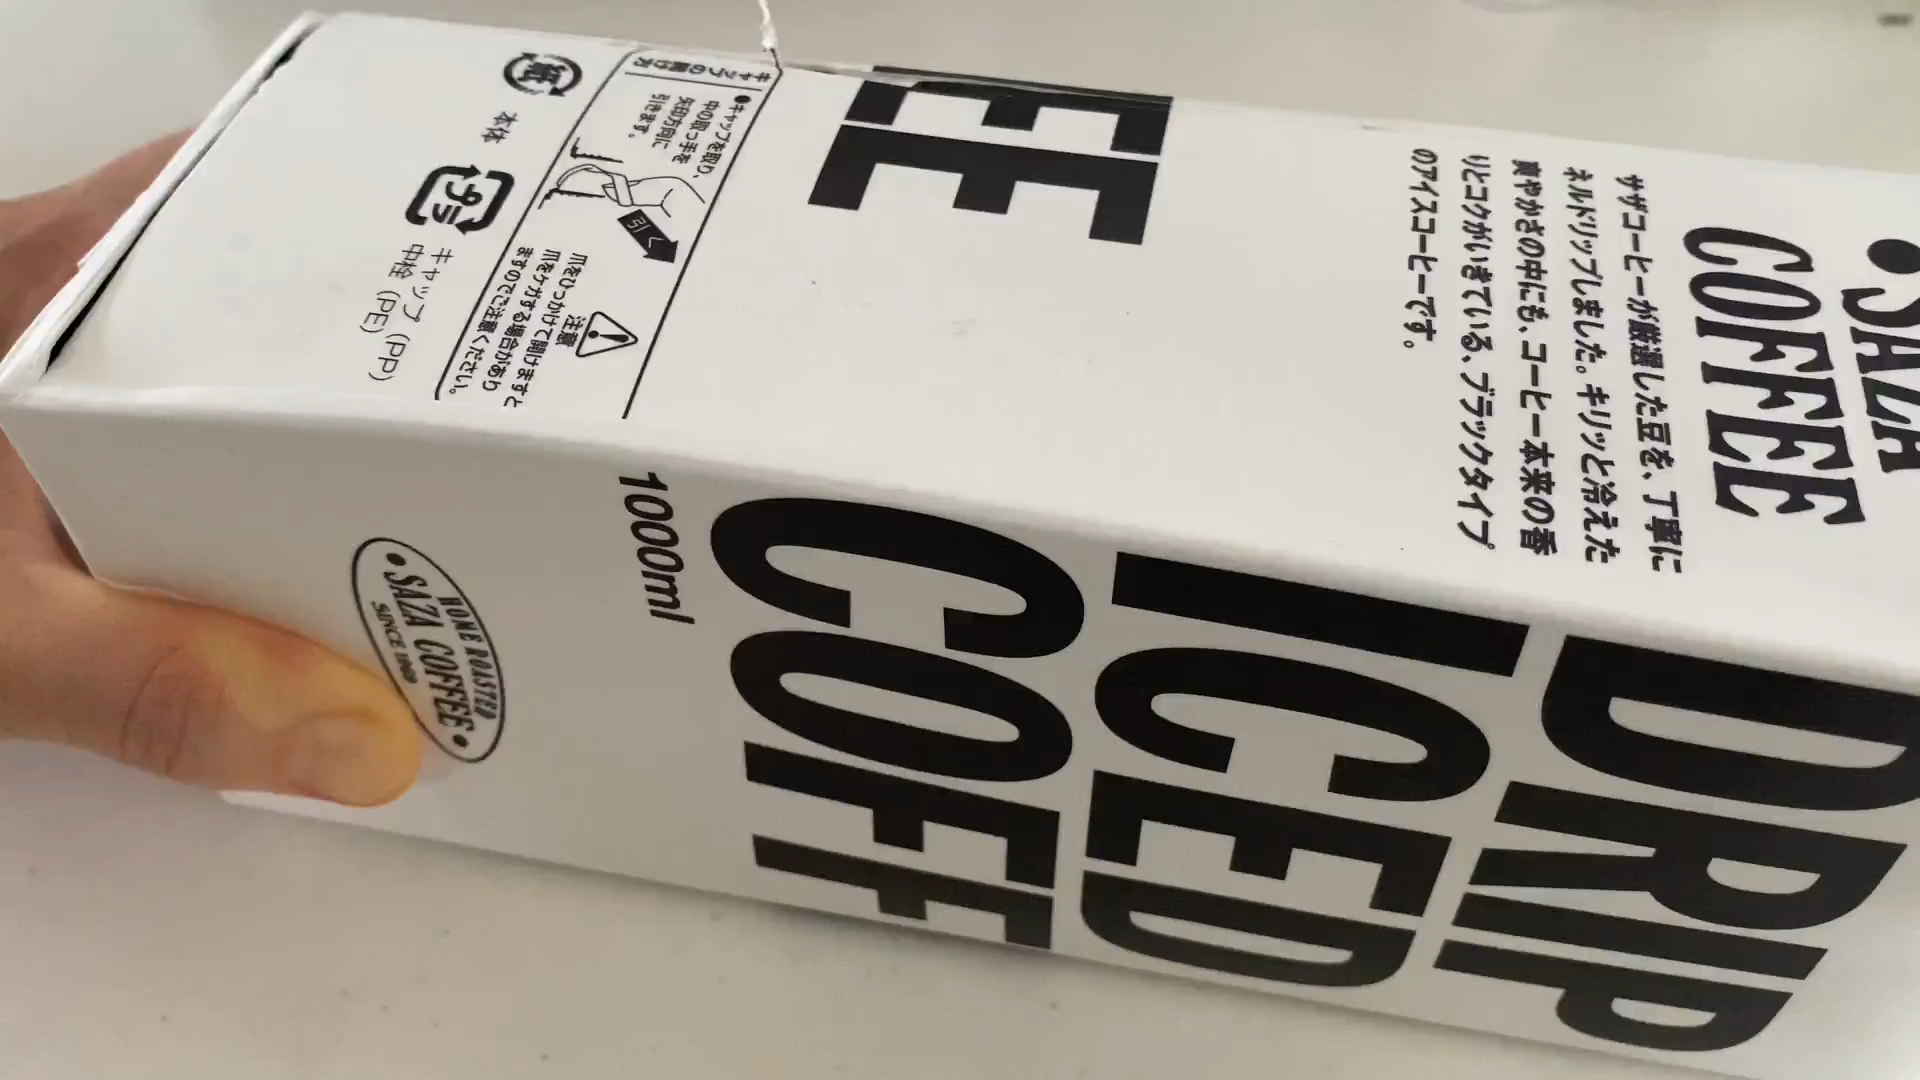 •SAZA
COFFEE
サザコーヒーが厳選した豆を、丁寧に
ネルドリップしました。キリッと冷えた
爽やかさの中にも、コーヒー本来の香
りとコクがいきている、ブラックタイプ
のアイスコーヒーです。
EE
キャップの開け方
●キャップを取り、
中の取っ手を
矢印方向に
引きます。
引く
注意
爪をひっかけて開けますと
爪をケガする場合があり
ますのでご注意ください。
紙
本体
プラ
キャップ (PP)
中栓 (PE)
DRIP
ICED
COFF
1000ml
HOME ROASTED
•SAZA COFFEE•
SINCE 1969